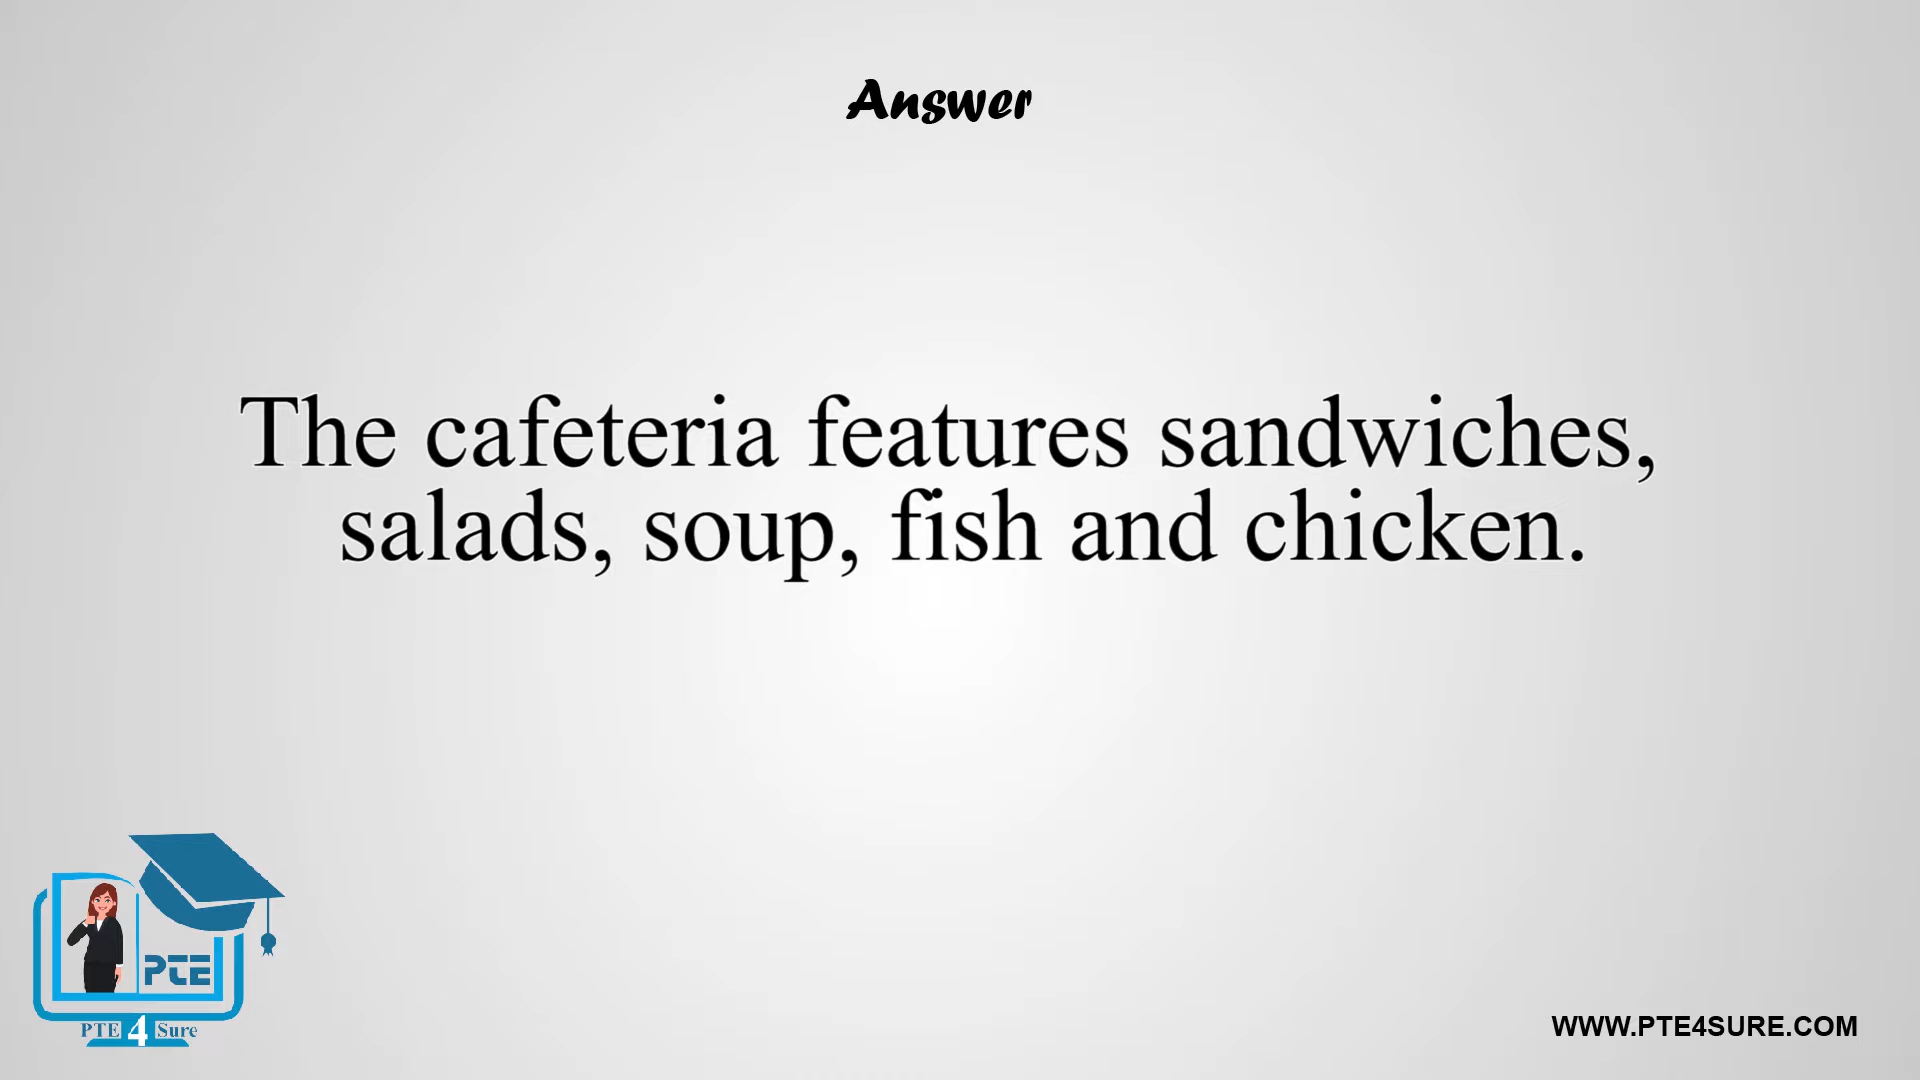 Answer
The cafeteria features sandwiches,
salads, soup, fish and chicken.
PTE
PTE 4 Sure
WWW.PTE4SURE.COM